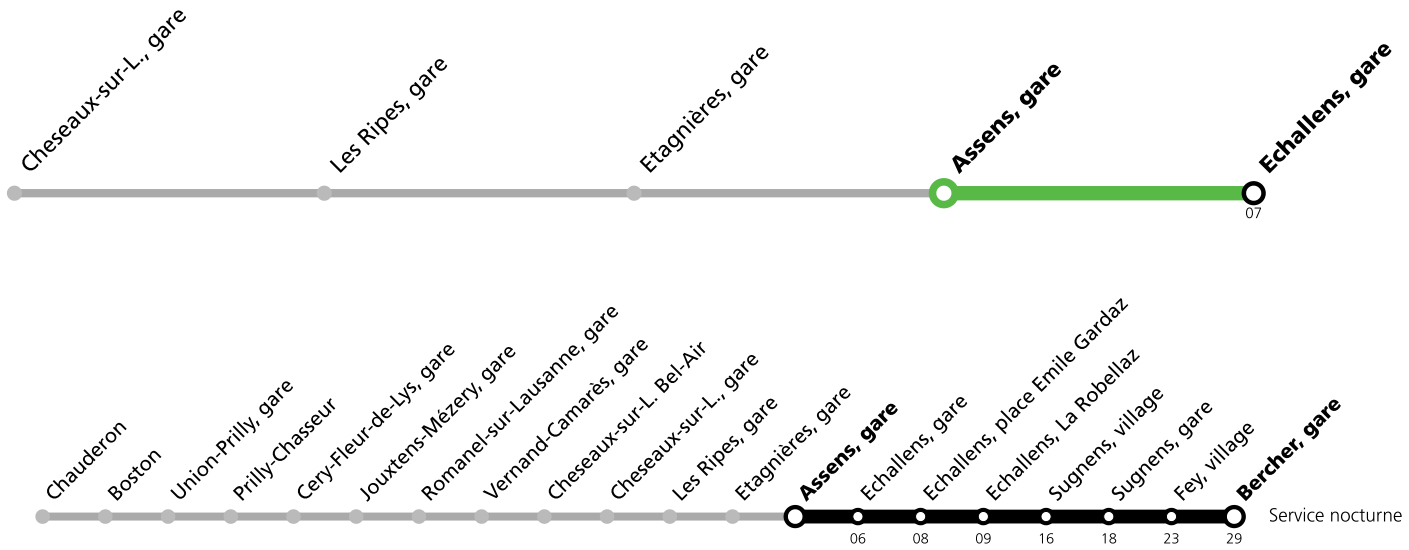 Cheseaux-sur-L., gare
Les Ripes, gare
Etagnières, gare
Assens, gare
Echallens, gare
07
Chauderon
Boston
Union-Prilly, gare
Prilly-Chasseur
Cery-Fleur-de-Lys, gare
Jouxtens-Mézery, gare
Romanel-sur-Lausanne, gare
Vernand-Camarès, gare
Cheseaux-sur-L. Bel-Air
Cheseaux-sur-L., gare
Les Ripes, gare
Etagnières, gare
Assens, gare
Echallens, gare
Echallens, place Emile Gardaz
Echallens, La Robellaz
Sugnens, village
Sugnens, gare
Fey, village
Bercher, gare
Service nocturne
06
08
09
16
18
23
29